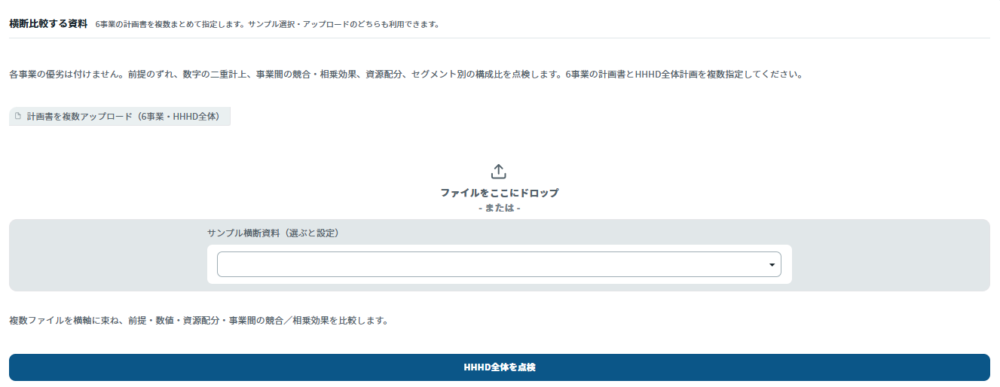 横断比較する資料 6事業の計画書を複数まとめて指定します。サンプル選択・アップロードのどちらも利用できます。
各事業の優劣は付けません。前提のずれ、数字の二重計上、事業間の競合・相乗効果、資源配分、セグメント別の構成比を点検します。6事業の計画書とHHHD全体計画を複数指定してください。
計画書を複数アップロード（6事業・HHHD全体）
ファイルをここにドロップ
- または -
サンプル横断資料（選ぶと設定）
複数ファイルを横軸に束ね、前提・数値・資源配分・事業間の競合／相乗効果を比較します。
HHHD全体を点検